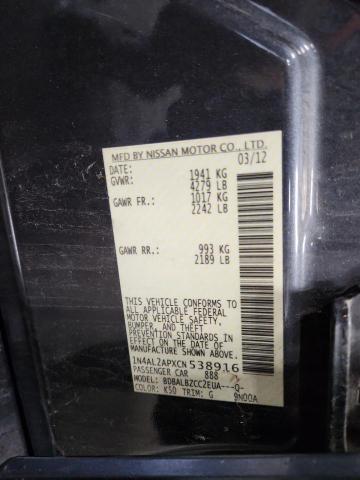 MFD BY NISSAN MOTOR CO., LTD.
DATE: 03/12
GVWR: 1941 KG
4279 LB
GAWR FR.: 1017 KG
2242 LB
GAWR RR.: 993 KG
2189 LB
THIS VEHICLE CONFORMS TO
ALL APPLICABLE FEDERAL
MOTOR VEHICLE SAFETY,
BUMPER, AND THEFT
PREVENTION STANDARDS IN
EFFECT ON THE DATE OF
MANUFACTURE SHOWN ABOVE.
1N4AL2APXCN538916
PASSENGER CAR 888
MODEL: BDBALBZCC2EUA---Q-
COLOR: K50 TRIM: G 9N00A